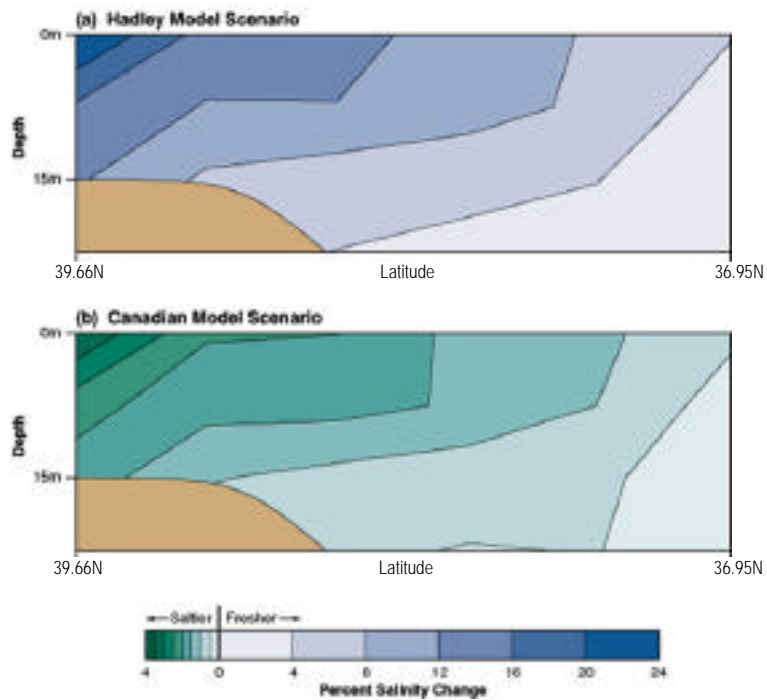 (a) Hadley Model Scenario
0m
Depth
15m
39.66N Latitude 36.95N
(b) Canadian Model Scenario
0m
Depth
15m
39.66N Latitude 36.95N
Saltier Fresher
4 0 4 8 12 16 20 24
Percent Salinity Change